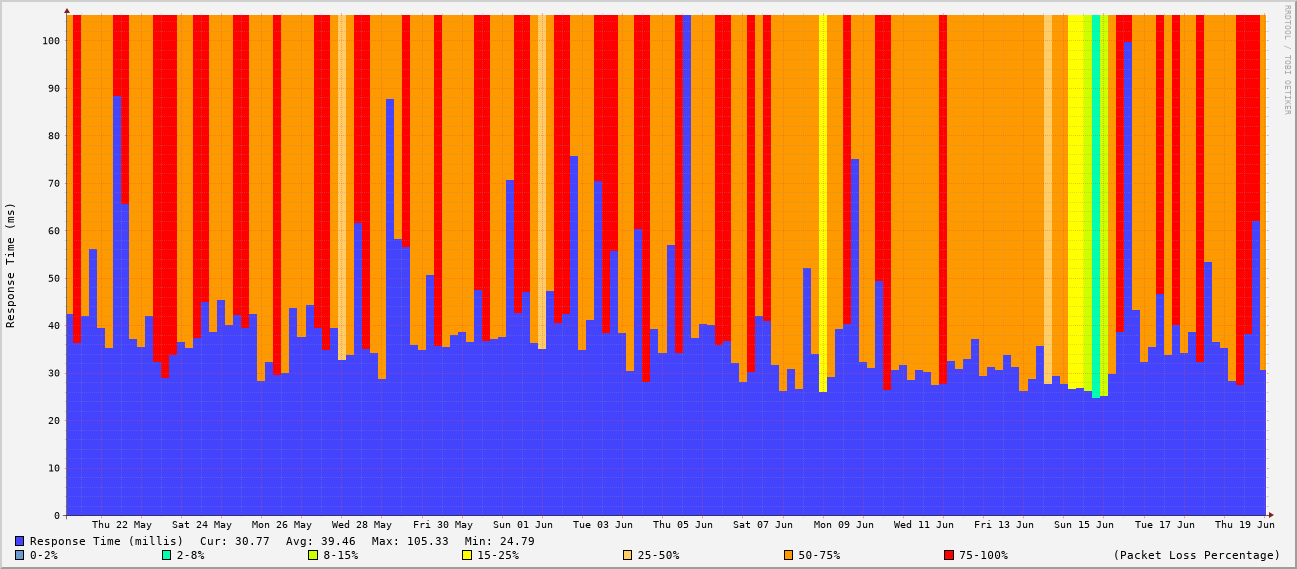 RRDTOOL / TOBI OETIKER
Response Time (ms)
100
90
80
70
60
50
40
30
20
10
0
Thu 22 May Sat 24 May Mon 26 May Wed 28 May Fri 30 May Sun 01 Jun Tue 03 Jun Thu 05 Jun Sat 07 Jun Mon 09 Jun Wed 11 Jun Fri 13 Jun Sun 15 Jun Tue 17 Jun Thu 19 Jun
Response Time (millis) Cur: 30.77 Avg: 39.46 Max: 105.33 Min: 24.79
0-2% 2-8% 8-15% 15-25% 25-50% 50-75% 75-100% (Packet Loss Percentage)